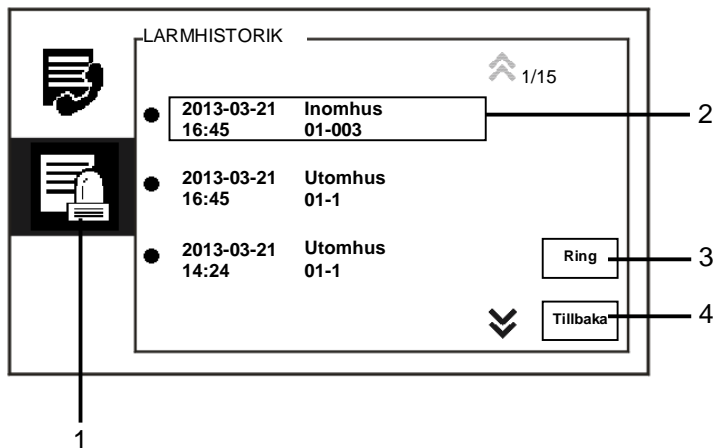 LARMHISTORIK
1/15
2013-03-21 Inomhus
16:45 01-003
2
2013-03-21 Utomhus
16:45 01-1
2013-03-21 Utomhus
14:24 01-1
Ring
3
Tillbaka
4
1